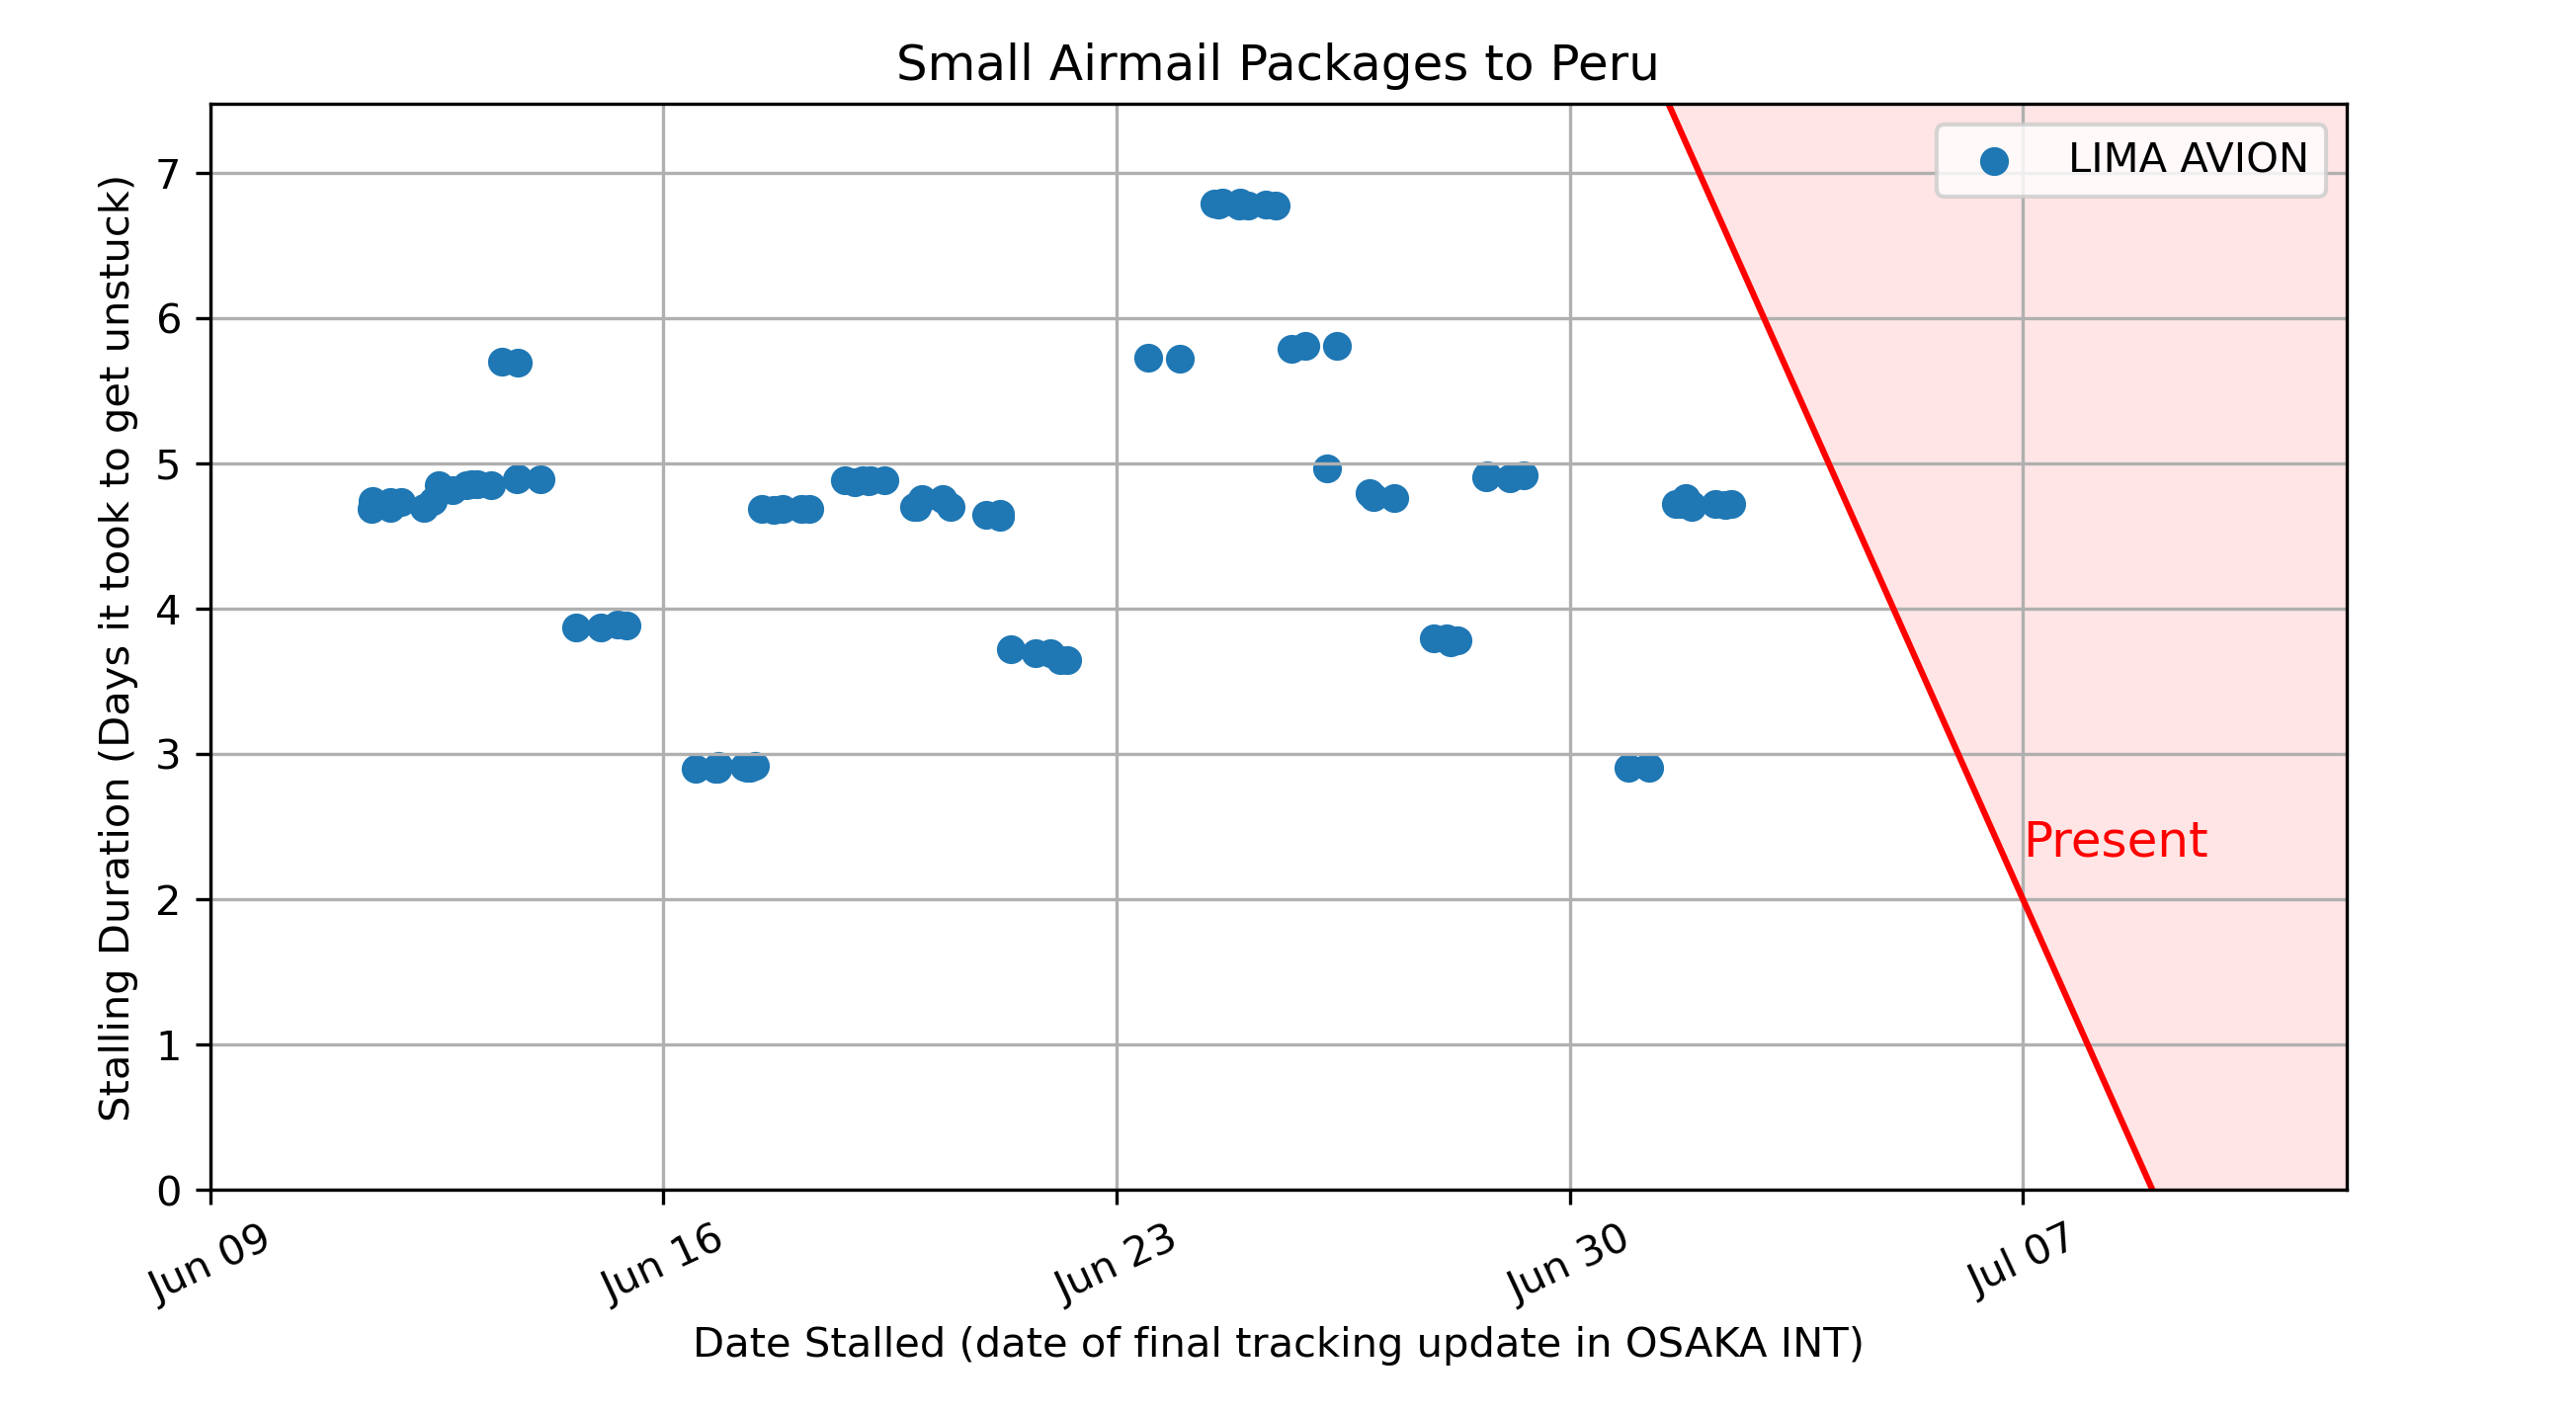 Small Airmail Packages to Peru
LIMA AVION
Stalling Duration (Days it took to get unstuck)
7
6
5
4
3
2
1
0
Present
Jun 09
Jun 16
Jun 23
Jun 30
Jul 07
Date Stalled (date of final tracking update in OSAKA INT)